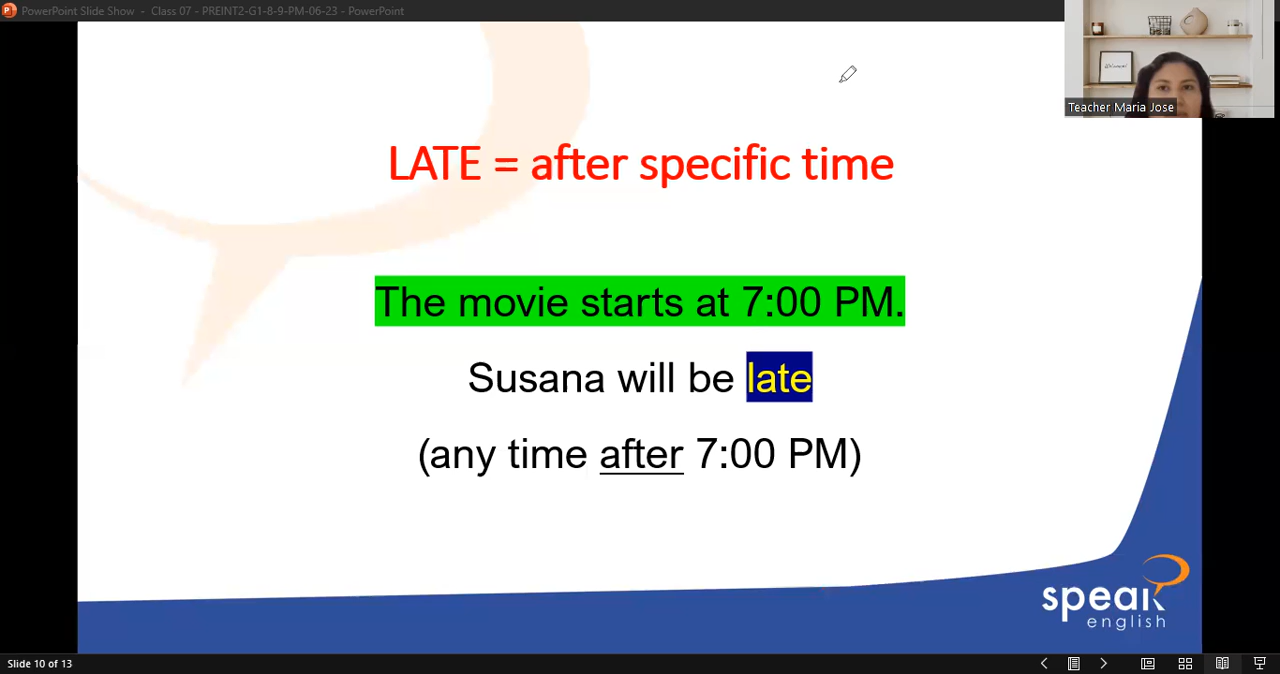 PowerPoint Slide Show - Class 07 - PREINT2-G1-8-9-PM-06-23 - PowerPoint
Teacher Maria Jose
LATE = after specific time
The movie starts at 7:00 PM.
Susana will be late
(any time after 7:00 PM)
speak
english
Slide 10 of 13